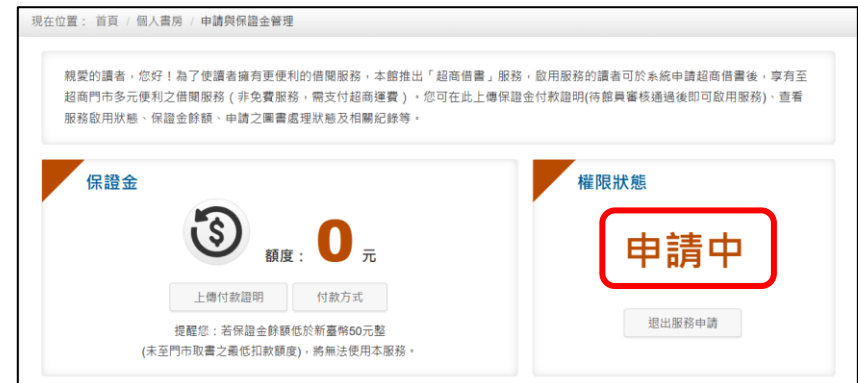 現在位置： 首頁 / 個人書房 / 申請與保證金管理
親愛的讀者，您好！為了使讀者擁有更便利的借閱服務，本館推出「超商借書」服務，啟用服務的讀者可於系統申請超商借書後，享有至
超商門市多元便利之借閱服務（非免費服務，需支付超商運費）。您可在此上傳保證金付款證明(待館員審核通過後即可啟用服務)、查看
服務啟用狀態、保證金餘額、申請之圖書處理狀態及相關紀錄等。
保證金
額度： 0 元
上傳付款證明 付款方式
提醒您：若保證金餘額低於新臺幣50元整
(未至門市取書之最低扣款額度)，將無法使用本服務。
權限狀態
申請中
退出服務申請